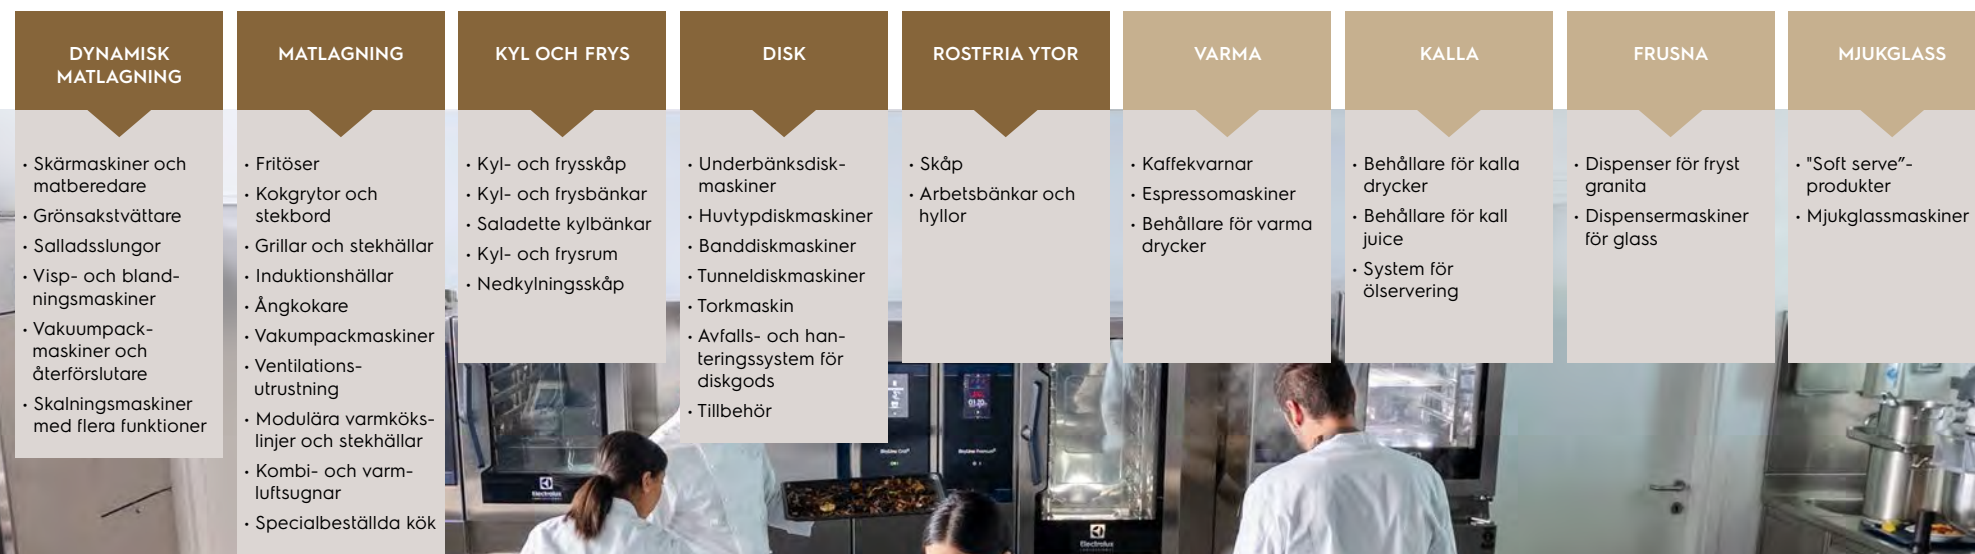 DYNAMISK
MATLAGNING
• Skärmaskiner och
matberedare
• Grönsakstvättare
• Salladsslungor
• Visp- och bland-
ningsmaskiner
• Vakuumpack-
maskiner och
återförslutare
• Skalningsmaskiner
med flera funktioner
MATLAGNING
• Fritöser
• Kokgrytor och
stekbord
• Grillar och stekhällar
• Induktionshällar
• Ångkokare
• Vakumpackmaskiner
• Ventilations-
utrustning
• Modulära varmköks-
linjer och stekhällar
• Kombi- och varm-
luftsugnar
• Specialbeställda kök
KYL OCH FRYS
• Kyl- och frysskåp
• Kyl- och frysbänkar
• Saladette kylbänkar
• Kyl- och frysrum
• Nedkylningsskåp
DISK
• Underbänksdisk-
maskiner
• Huvtypdiskmaskiner
• Banddiskmaskiner
• Tunneldiskmaskiner
• Torkmaskin
• Avfalls- och han-
teringssystem för
diskgods
• Tillbehör
ROSTFRIA YTOR
• Skåp
• Arbetsbänkar och
hyllor
VARMA
• Kaffekvarnar
• Espressomaskiner
• Behållare för varma
drycker
KALLA
• Behållare för kalla
drycker
• Behållare för kall
juice
• System för
ölservering
FRUSNA
• Dispenser för fryst
granita
• Dispensermaskiner
för glass
MJUKGLASS
• "Soft serve”-
produkter
• Mjukglassmaskiner
Electrolux
Electrolux